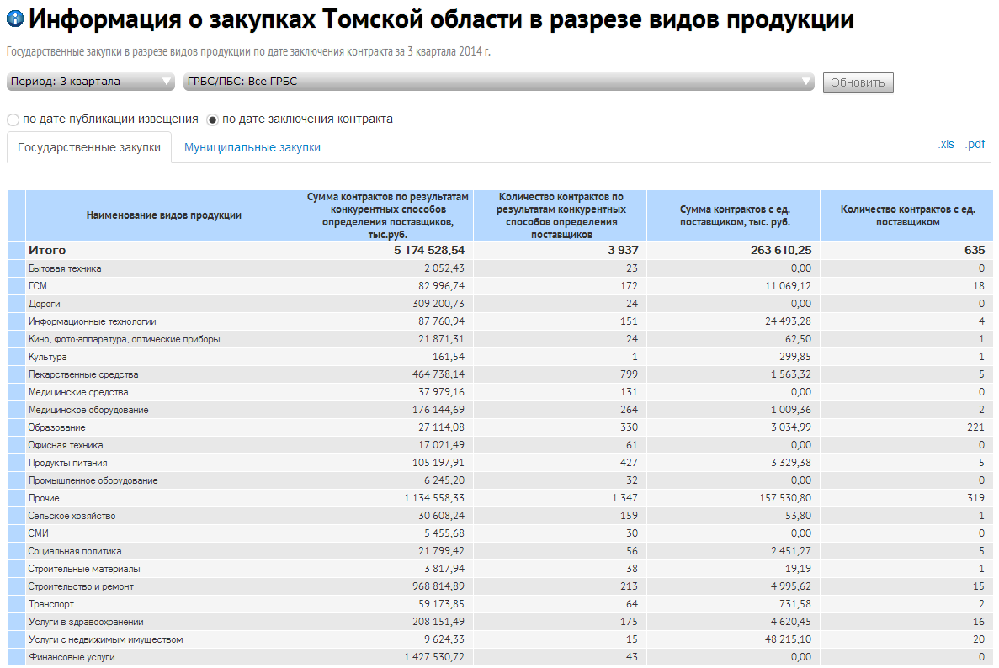 Информация о закупках Томской области в разрезе видов продукции
Государственные закупки в разрезе видов продукции по дате заключения контракта за 3 квартала 2014 г.
Период: 3 квартала ГРБС/ПБС: Все ГРБС Обновить
по дате публикации извещения по дате заключения контракта
Государственные закупки Муниципальные закупки .xls .pdf
Наименование видов продукции
Сумма контрактов по результатам
конкурентных способов
определения поставщиков,
тыс.руб.
Количество контрактов по
результатам конкурентных
способов определения
поставщиков
Сумма контрактов с ед.
поставщиком, тыс. руб.
Количество контрактов с ед.
поставщиком
Итого 5 174 528,54 3 937 263 610,25 635
Бытовая техника 2 052,43 23 0,00 0
ГСМ 82 996,74 172 11 069,12 18
Дороги 309 200,73 24 0,00 0
Информационные технологии 87 760,94 151 24 493,28 4
Кино, фото-аппаратура, оптические приборы 21 871,31 24 62,50 1
Культура 161,54 1 299,85 1
Лекарственные средства 464 738,14 799 1 563,32 5
Медицинские средства 37 979,16 131 0,00 0
Медицинское оборудование 176 144,69 264 1 009,36 2
Образование 27 114,08 330 3 034,99 221
Офисная техника 17 021,49 61 0,00 0
Продукты питания 105 197,91 427 3 329,38 5
Промышленное оборудование 6 245,20 32 0,00 0
Прочие 1 134 558,33 1 347 157 530,80 319
Сельское хозяйство 30 608,24 159 53,80 1
СМИ 5 455,68 30 0,00 0
Социальная политика 21 799,42 56 2 451,27 5
Строительные материалы 3 817,94 38 19,19 1
Строительство и ремонт 968 814,89 213 4 995,62 15
Транспорт 59 173,85 64 731,58 2
Услуги в здравоохранении 208 151,49 175 4 620,45 16
Услуги с недвижимым имуществом 9 624,33 15 48 215,10 20
Финансовые услуги 1 427 530,72 43 0,00 0